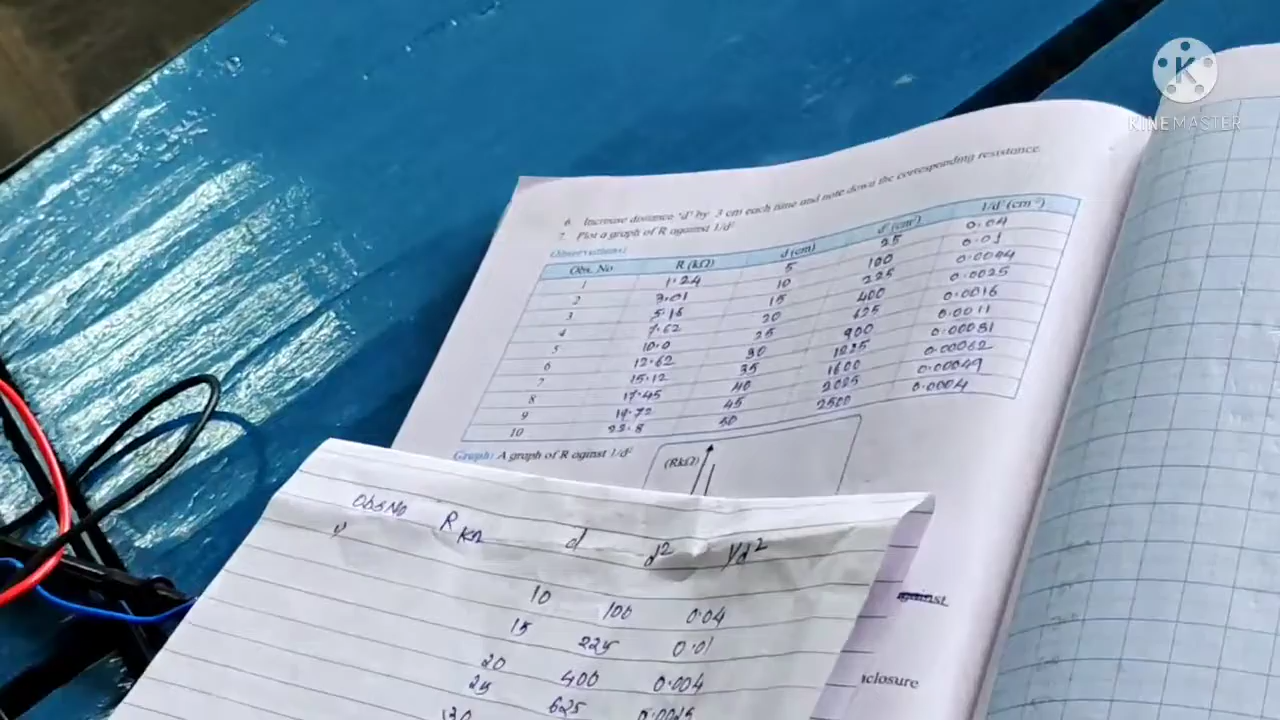 KINEMASTER
6. Increase distance 'd' by 3 cm each time and note down the corresponding resistance.
7. Plot a graph of R against 1/d²
Observations:
Obs. No R (kΩ) d (cm) d² (cm²) 1/d² (cm⁻²)
1 1.24 5 25 0.04
2 3.01 10 100 0.01
3 5.16 15 225 0.0044
4 7.62 20 400 0.0025
5 10.0 25 625 0.0016
6 12.62 30 900 0.0011
7 15.12 35 1225 0.00081
8 17.45 40 1600 0.00062
9 19.72 45 2025 0.00049
10 22.8 50 2500 0.0004
Graph: A graph of R aginst 1/d²
(RkΩ)
Obs No R kΩ d d² 1/d²
10 100 0.04
15 225 0.01
20 400 0.004
25 625 0.0025
30
against
closure